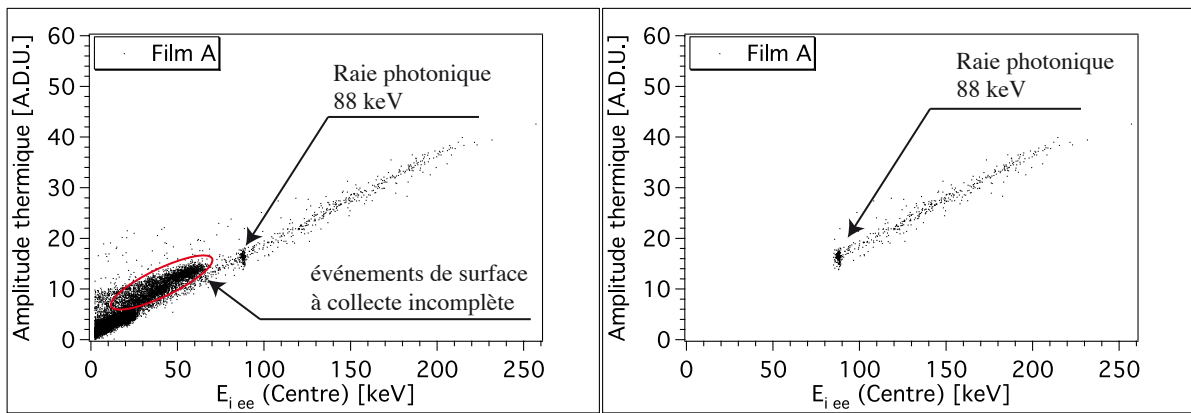 60
50
40
30
20
10
0
Amplitude thermique [A.D.U.]
Film A
Raie photonique
88 keV
événements de surface
à collecte incomplète
0
50
100
150
200
250
E i ee (Centre) [keV]
60
50
40
30
20
10
0
Amplitude thermique [A.D.U.]
Film A
Raie photonique
88 keV
0
50
100
150
200
250
E i ee (Centre) [keV]